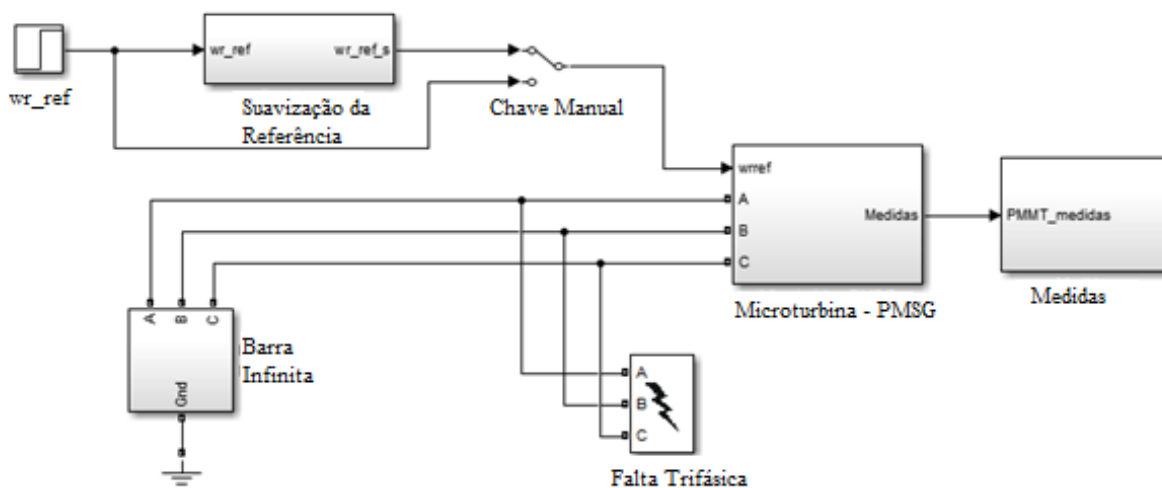 wr_ref
wr_ref_s
wr_ref
Suavização da
Referência
Chave Manual
wrref
A
B
C
Medidas
Microturbina - PMSG
PMMT_medidas
Medidas
A
B
C
Gnd
Barra
Infinita
A
B
C
Falta Trifásica